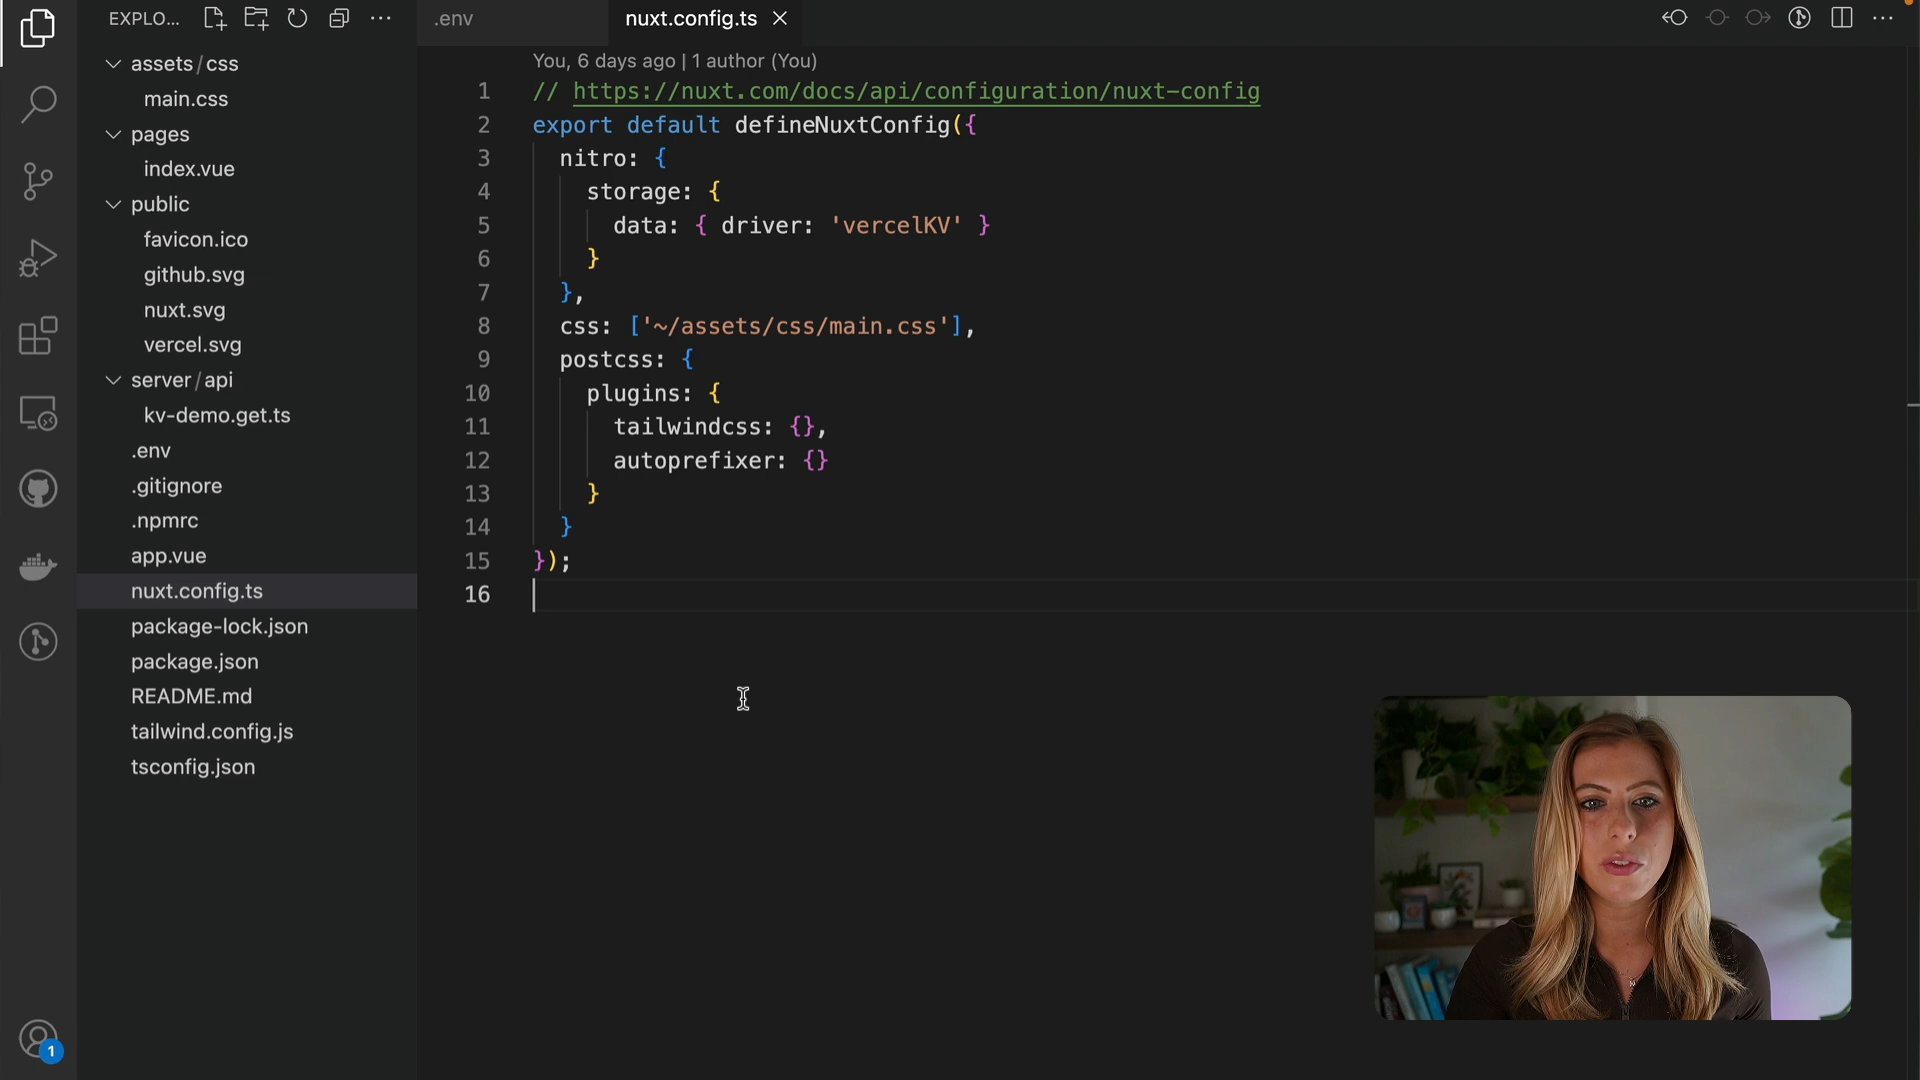 EXPLO...
assets/css
main.css
pages
index.vue
public
favicon.ico
github.svg
nuxt.svg
vercel.svg
server/api
kv-demo.get.ts
.env
.gitignore
.npmrc
app.vue
nuxt.config.ts
package-lock.json
package.json
README.md
tailwind.config.js
tsconfig.json
1
.env
nuxt.config.ts
You, 6 days ago | 1 author (You)
1 // https://nuxt.com/docs/api/configuration/nuxt-config
2 export default defineNuxtConfig({
3 nitro: {
4 storage: {
5 data: { driver: 'vercelKV' }
6 }
7 },
8 css: ['~/assets/css/main.css'],
9 postcss: {
10 plugins: {
11 tailwindcss: {},
12 autoprefixer: {}
13 }
14 }
15 });
16